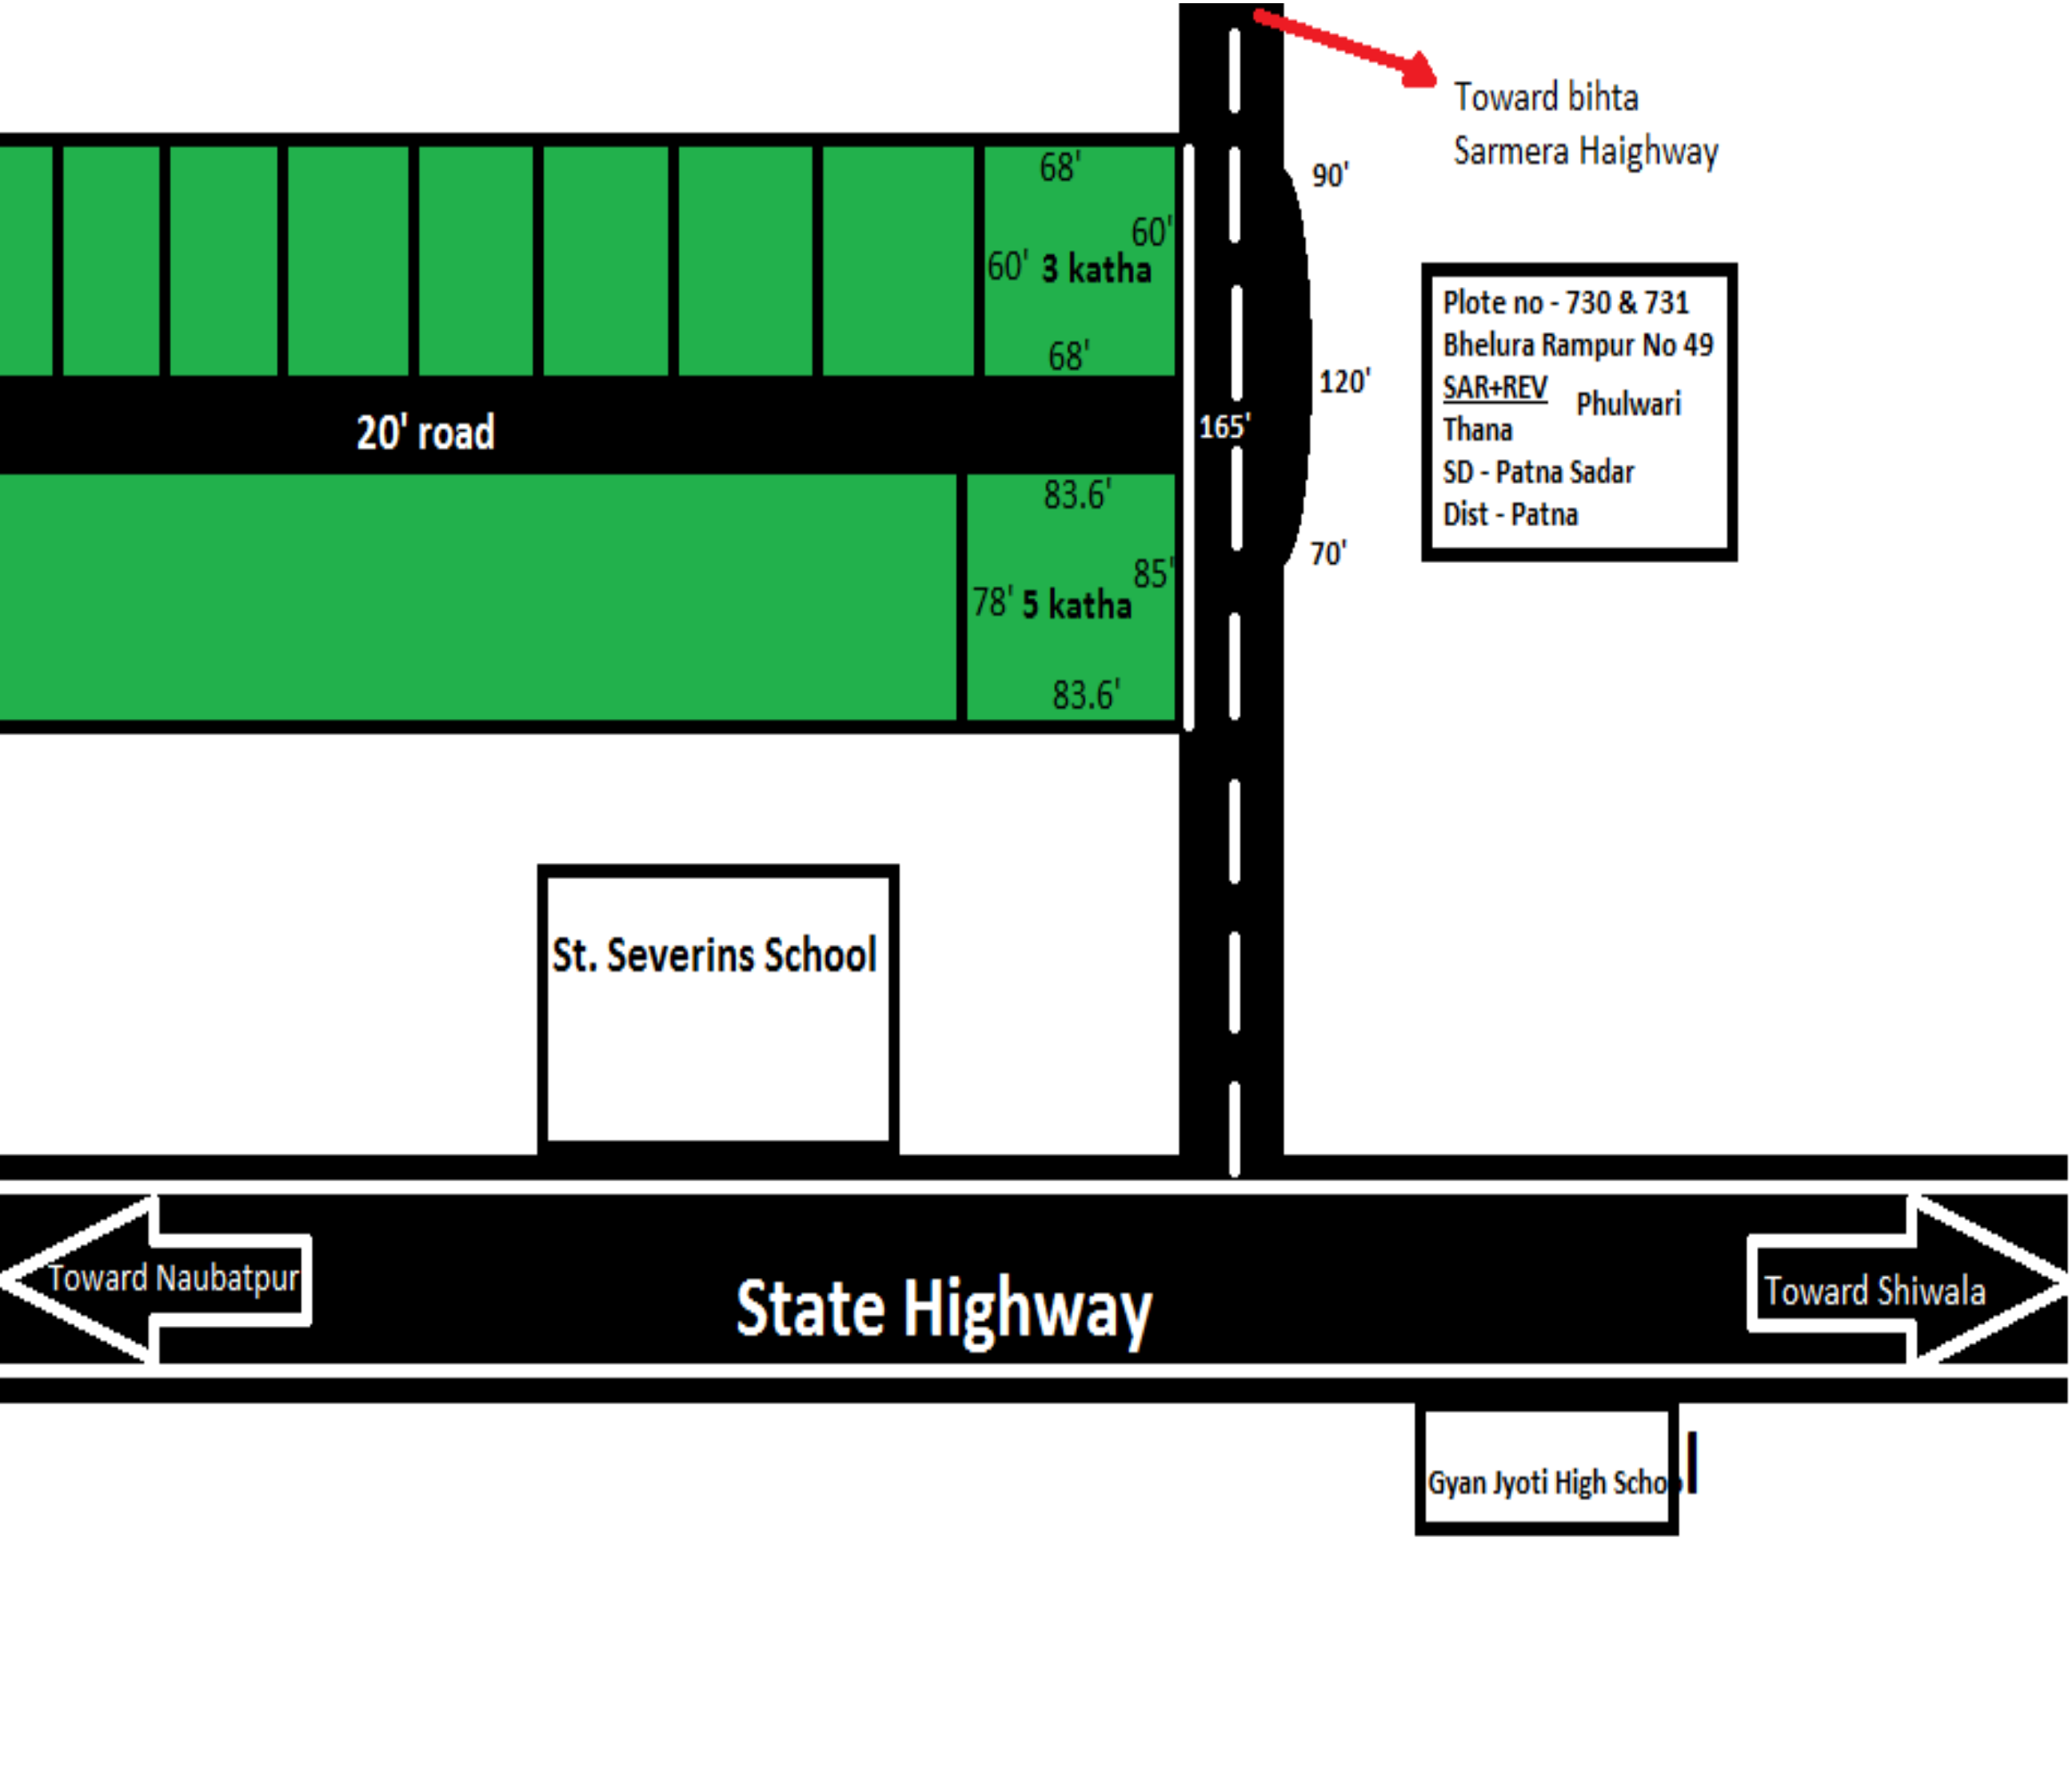 Toward bihta
Sarmera Haighway
90'
68'
60'
60' 3 katha
68'
Plote no - 730 & 731
Bhelura Rampur No 49
SAR+REV Phulwari
Thana
SD - Patna Sadar
Dist - Patna
120'
165'
20' road
83.6'
70'
85'
78' 5 katha
83.6'
St. Severins School
Toward Naubatpur
State Highway
Toward Shiwala
Gyan Jyoti High School